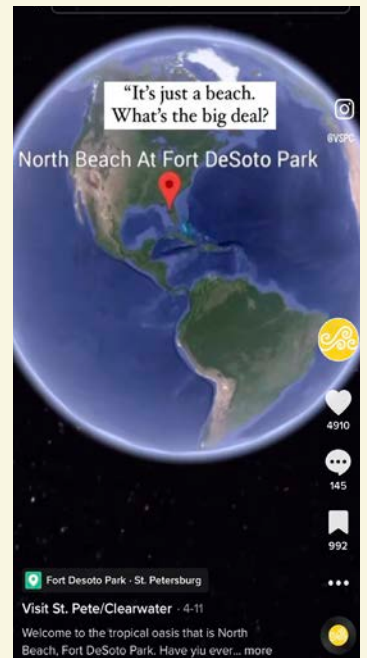 “It's just a beach.
What's the big deal?
@VSPC
North Beach At Fort DeSoto Park
4910
145
992
Fort Desoto Park · St. Petersburg
Visit St. Pete/Clearwater · 4-11
Welcome to the tropical oasis that is North
Beach, Fort DeSoto Park. Have yiu ever... more